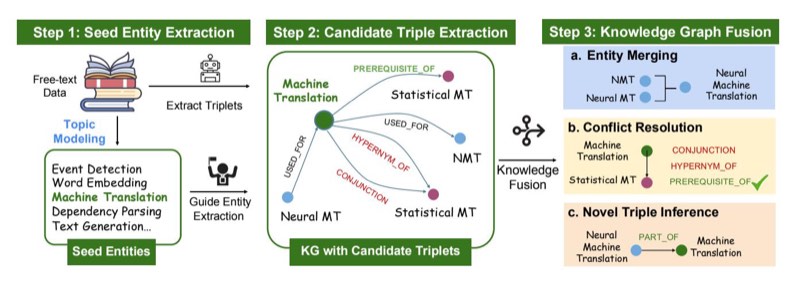 Step 1: Seed Entity Extraction
Free-text
Data
Extract Triplets
Topic
Modeling
Event Detection
Word Embedding
Machine Translation
Dependency Parsing
Text Generation...
Seed Entities
Guide Entity
Extraction
Step 2: Candidate Triple Extraction
PREREQUISITE_OF
Machine
Translation
Statistical MT
USED_FOR
USED_FOR
HYPERNYM_OF
NMT
CONJUNCTION
Neural MT
Statistical MT
KG with Candidate Triplets
Knowledge
Fusion
Step 3: Knowledge Graph Fusion
a. Entity Merging
NMT
Neural MT
Neural
Machine
Translation
b. Conflict Resolution
Machine
Translation
Statistical MT
CONJUNCTION
HYPERNYM_OF
PREREQUISITE_OF
c. Novel Triple Inference
Neural
Machine
Translation
PART_OF
Machine
Translation